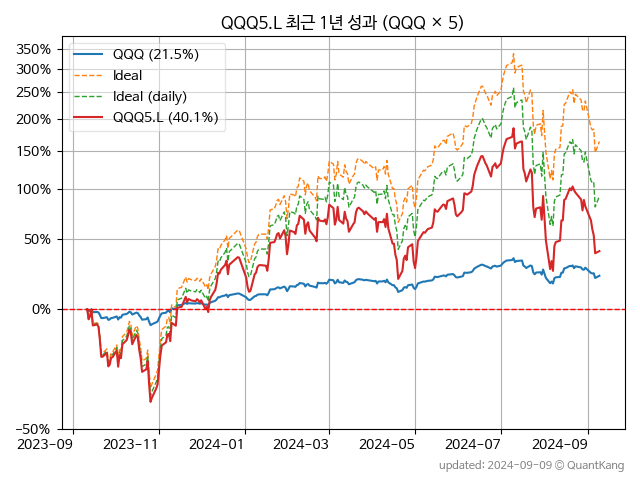 QQQ5.L 최근 1년 성과 (QQQ × 5)
350%
300%
250%
200%
150%
100%
50%
0%
−50%
QQQ (21.5%)
Ideal
Ideal (daily)
QQQ5.L (40.1%)
2023-09 2023-11 2024-01 2024-03 2024-05 2024-07 2024-09
updated: 2024-09-09 © QuantKang